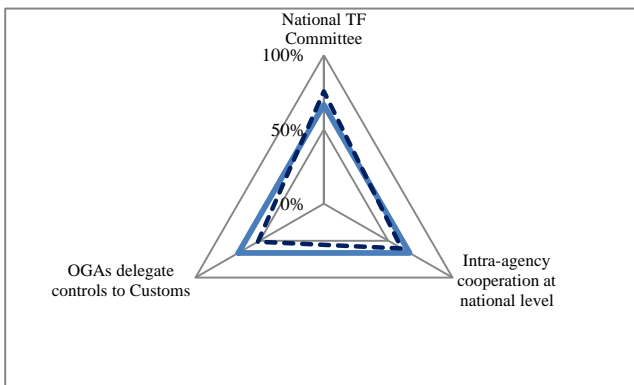 National TF
Committee
100%
50%
0%
OGAs delegate
controls to Customs
Intra-agency
cooperation at
national level